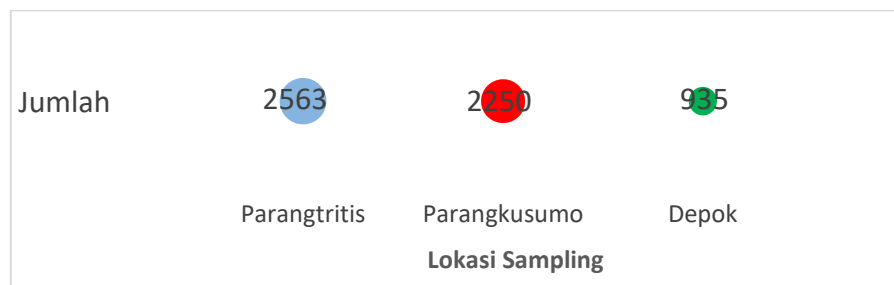 Jumlah 2563 2250 935
Parangtritis Parangkusumo Depok
Lokasi Sampling